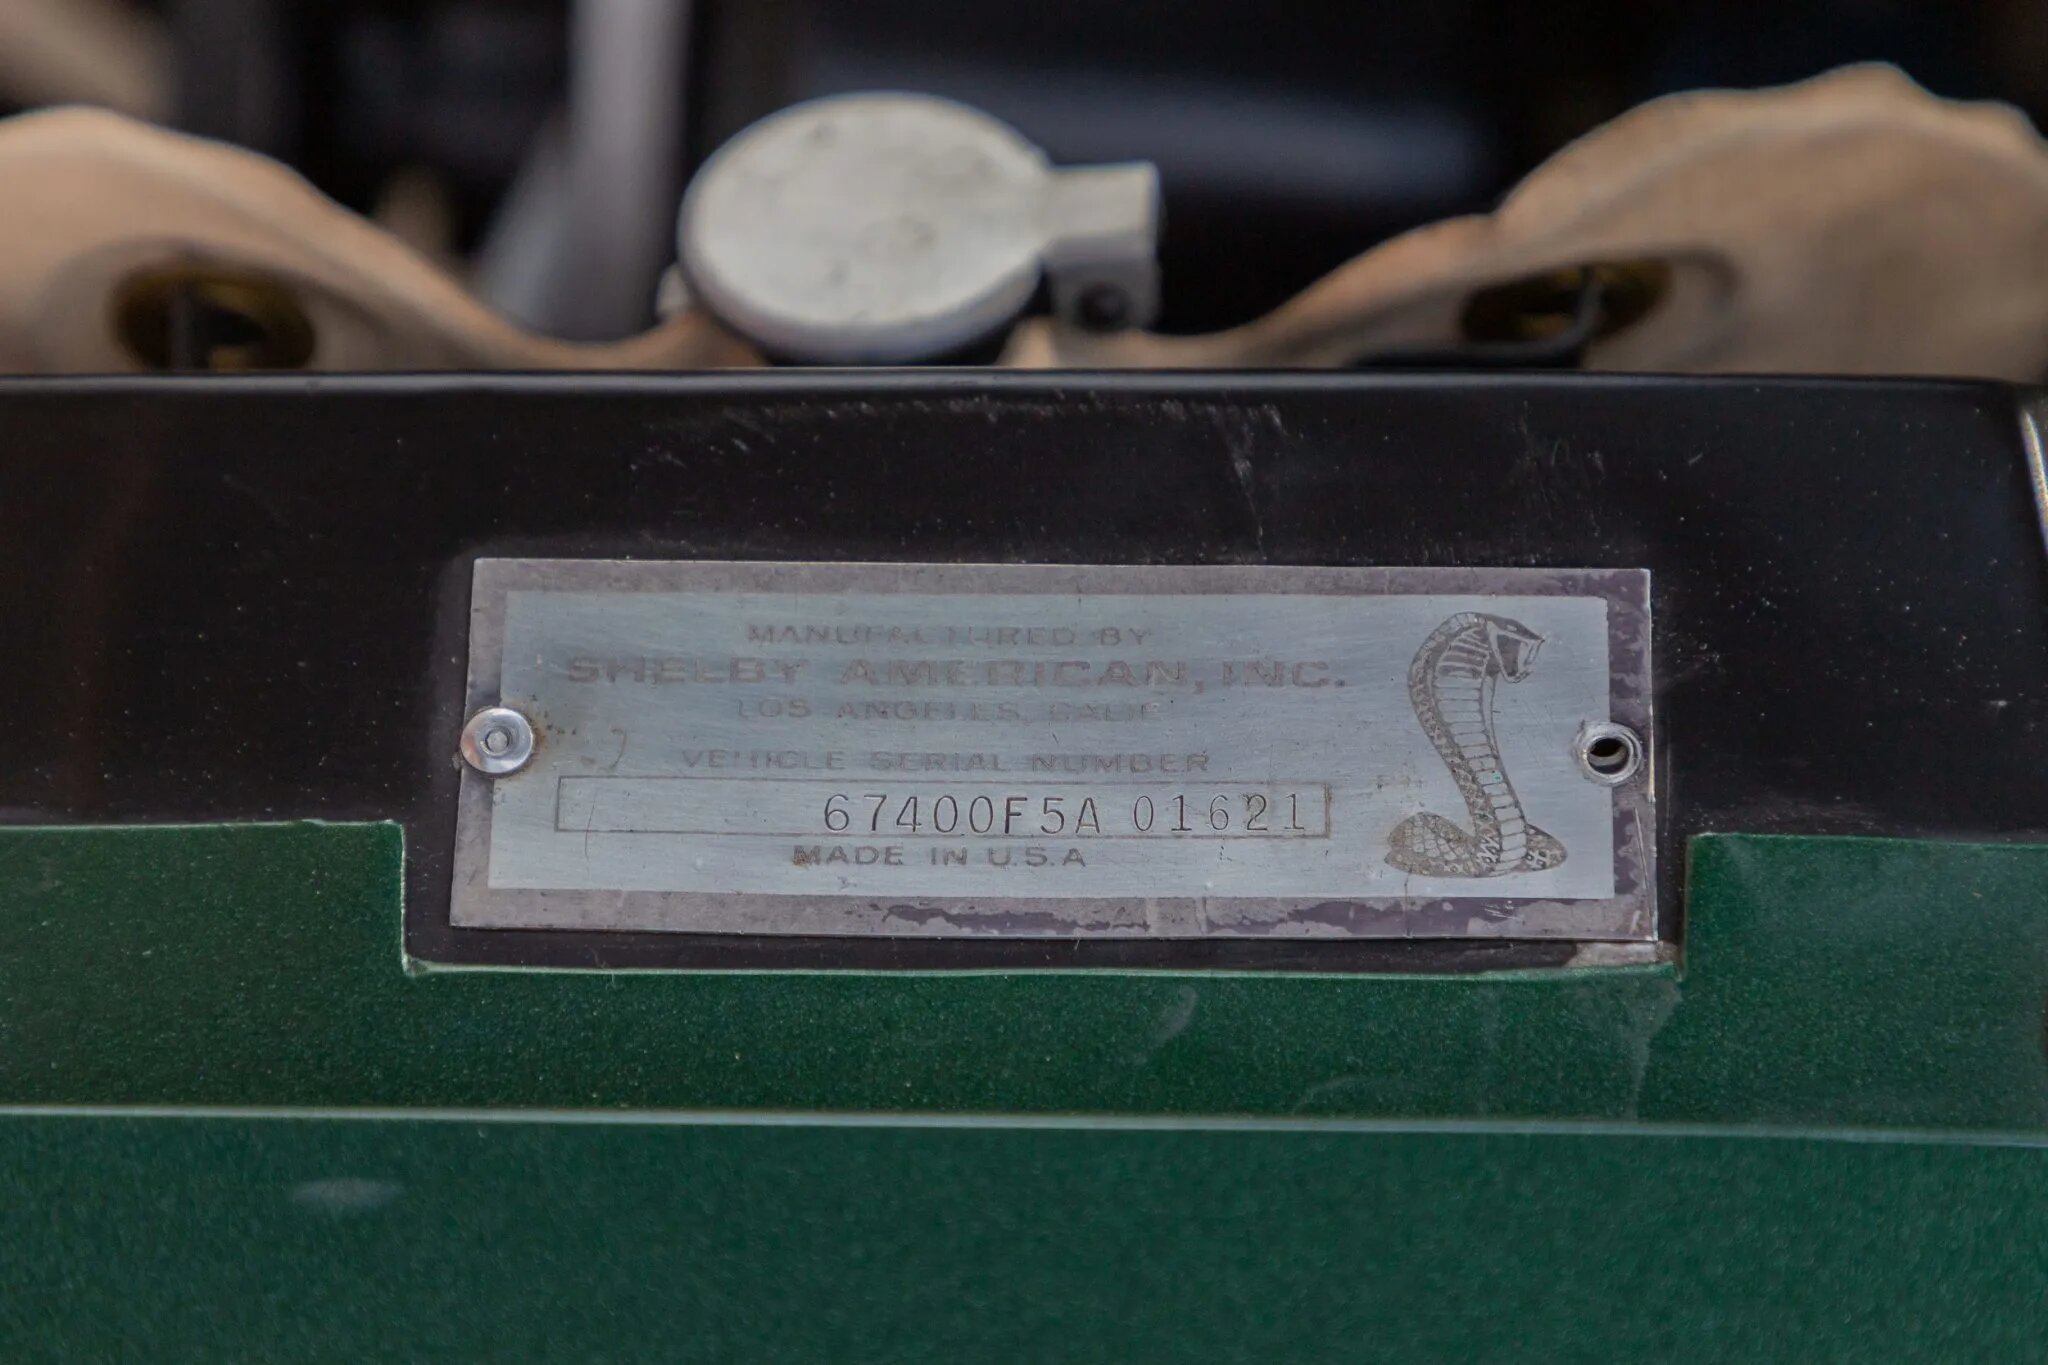 MANUFACTURED BY
SHELBY AMERICAN, INC.
LOS ANGELES, CALIF
VEHICLE SERIAL NUMBER
67400F5A 01621
MADE IN U.S.A